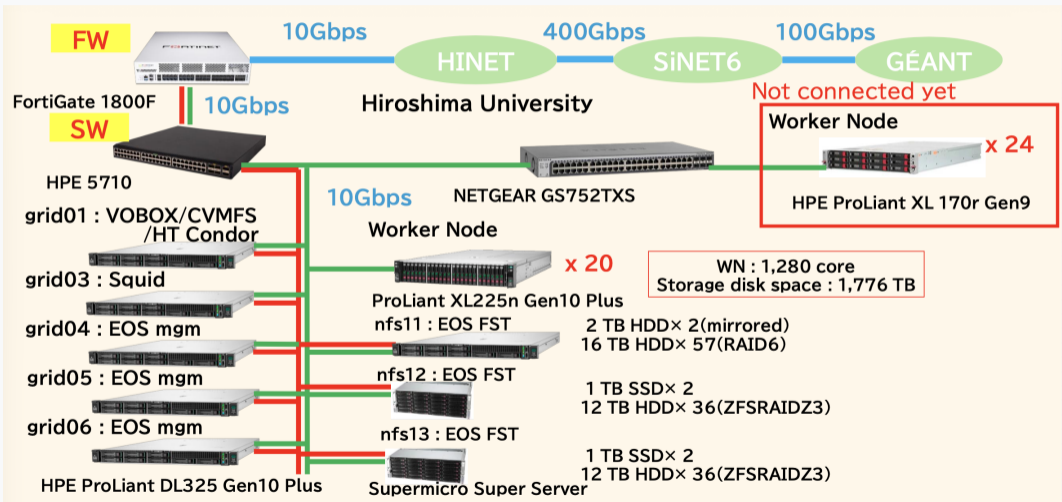 FW
10Gbps
400Gbps
100Gbps
FORTINET
HINET
SiNET6
GÉANT
FortiGate 1800F
10Gbps
Hiroshima University
Not connected yet
SW
Worker Node
x 24
HPE 5710
NETGEAR GS752TXS
HPE ProLiant XL 170r Gen9
10Gbps
grid01 : VOBOX/CVMFS
/HT Condor
Worker Node
x 20
WN : 1,280 core
Storage disk space : 1,776 TB
grid03 : Squid
ProLiant XL225n Gen10 Plus
grid04 : EOS mgm
nfs11 : EOS FST
2 TB HDD× 2(mirrored)
16 TB HDD× 57(RAID6)
grid05 : EOS mgm
nfs12 : EOS FST
1 TB SSD× 2
12 TB HDD× 36(ZFSRAIDZ3)
grid06 : EOS mgm
nfs13 : EOS FST
1 TB SSD× 2
12 TB HDD× 36(ZFSRAIDZ3)
HPE ProLiant DL325 Gen10 Plus
Supermicro Super Server